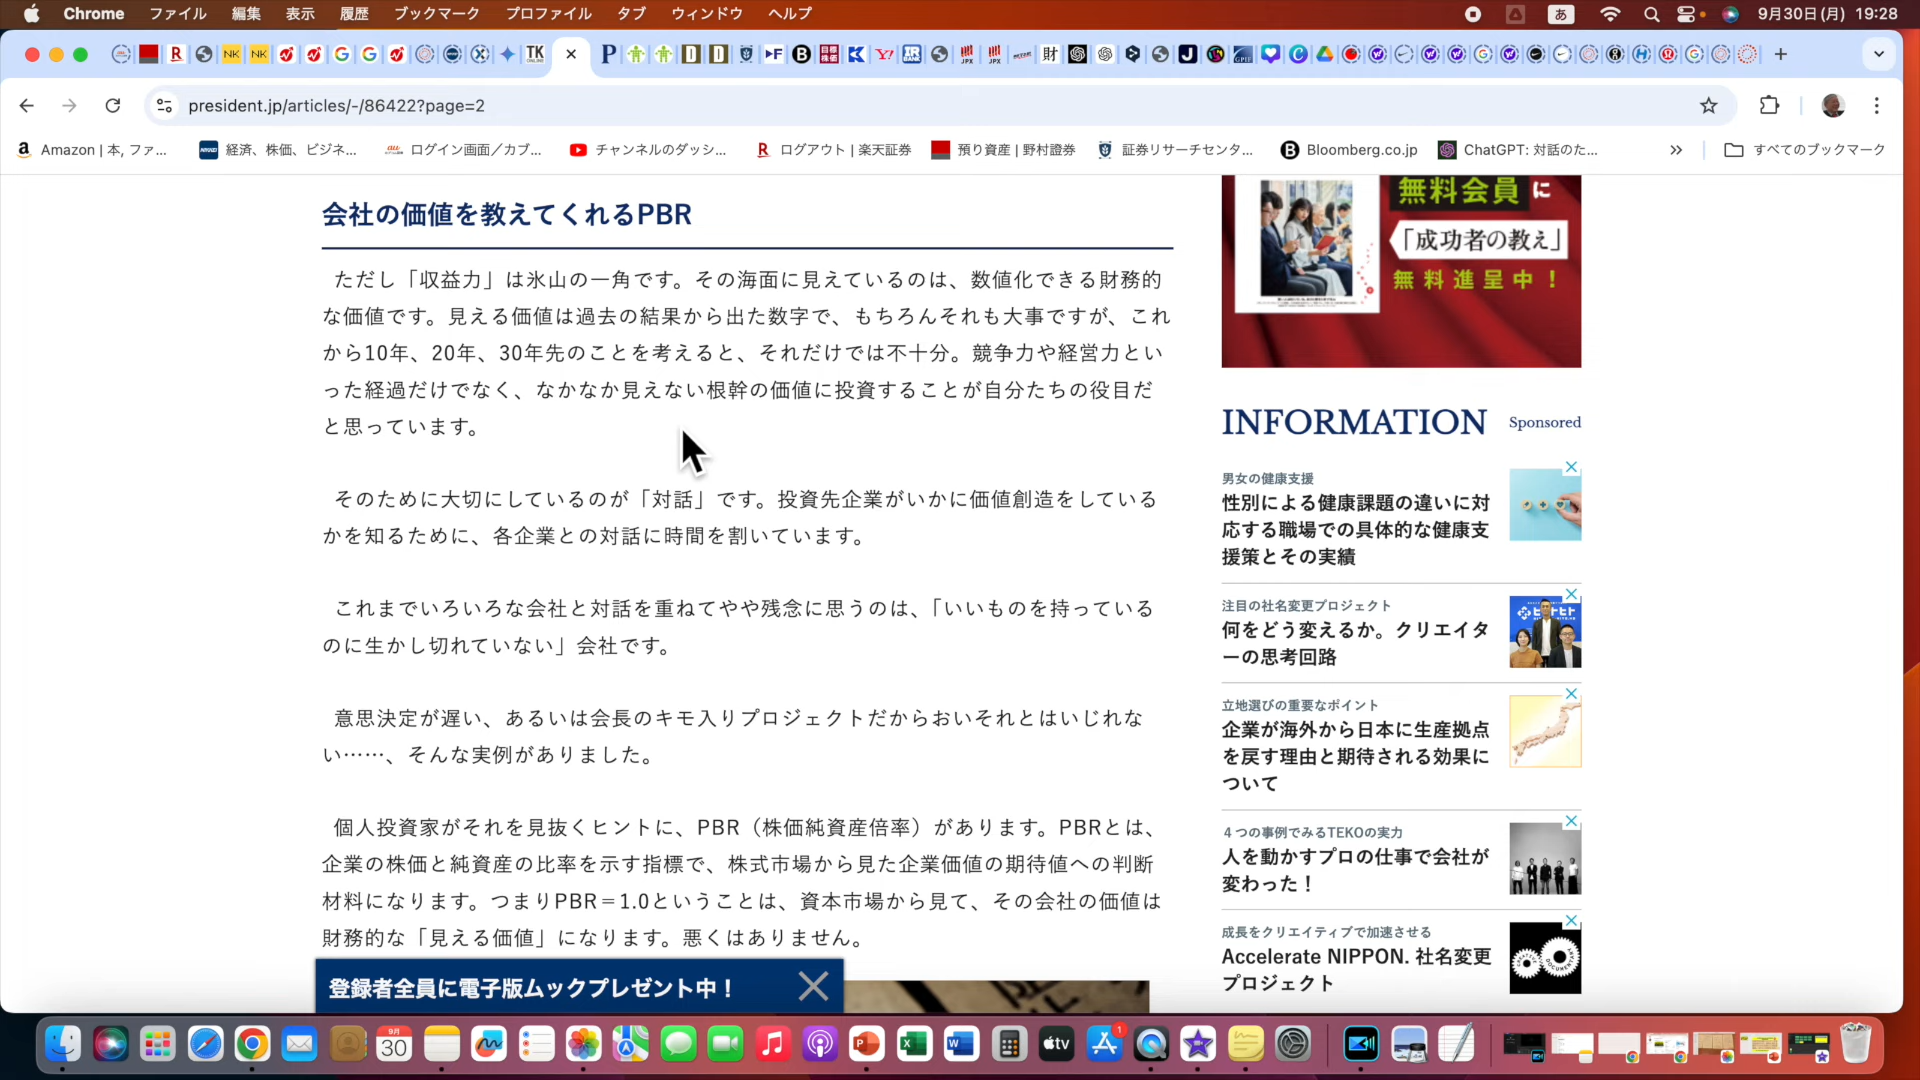 Chrome ファイル 編集 表示 履歴 ブックマーク プロファイル タブ ウィンドウ ヘルプ あ 9月30日(月) 19:28
president.jp/articles/-/86422?page=2
Amazon | 本, ファ... 経済、株価、ビジネ... ログイン画面／カブ... チャンネルのダッシ... ログアウト | 楽天証券 預り資産 | 野村證券 証券リサーチセンタ... Bloomberg.co.jp ChatGPT: 対話のた... » すべてのブックマーク
会社の価値を教えてくれるPBR
ただし「収益力」は氷山の一角です。その海面に見えているのは、数値化できる財務的
な価値です。見える価値は過去の結果から出た数字で、もちろんそれも大事ですが、これ
から10年、20年、30年先のことを考えると、それだけでは不十分。競争力や経営力とい
った経過だけでなく、なかなか見えない根幹の価値に投資することが自分たちの役目だ
と思っています。
そのために大切にしているのが「対話」です。投資先企業がいかに価値創造をしている
かを知るために、各企業との対話に時間を割いています。
これまでいろいろな会社と対話を重ねてやや残念に思うのは、「いいものを持っている
のに生かし切れていない」会社です。
意思決定が遅い、あるいは会長のキモ入りプロジェクトだからおいそれとはいじれな
い……、そんな実例がありました。
個人投資家がそれを見抜くヒントに、PBR（株価純資産倍率）があります。PBRとは、
企業の株価と純資産の比率を示す指標で、株式市場から見た企業価値の期待値への判断
材料になります。つまりPBR＝1.0ということは、資本市場から見て、その会社の価値は
財務的な「見える価値」になります。悪くはありません。
登録者全員に電子版ムックプレゼント中！
無料会員に
「成功者の教え」
無料進呈中！
INFORMATION Sponsored
男女の健康支援
性別による健康課題の違いに対
応する職場での具体的な健康支
援策とその実績
注目の社名変更プロジェクト
何をどう変えるか。クリエイタ
ーの思考回路
立地選びの重要なポイント
企業が海外から日本に生産拠点
を戻す理由と期待される効果に
ついて
４つの事例でみるTEKOの実力
人を動かすプロの仕事で会社が
変わった！
成長をクリエイティブで加速させる
Accelerate NIPPON. 社名変更
プロジェクト
9月
30
tv
1